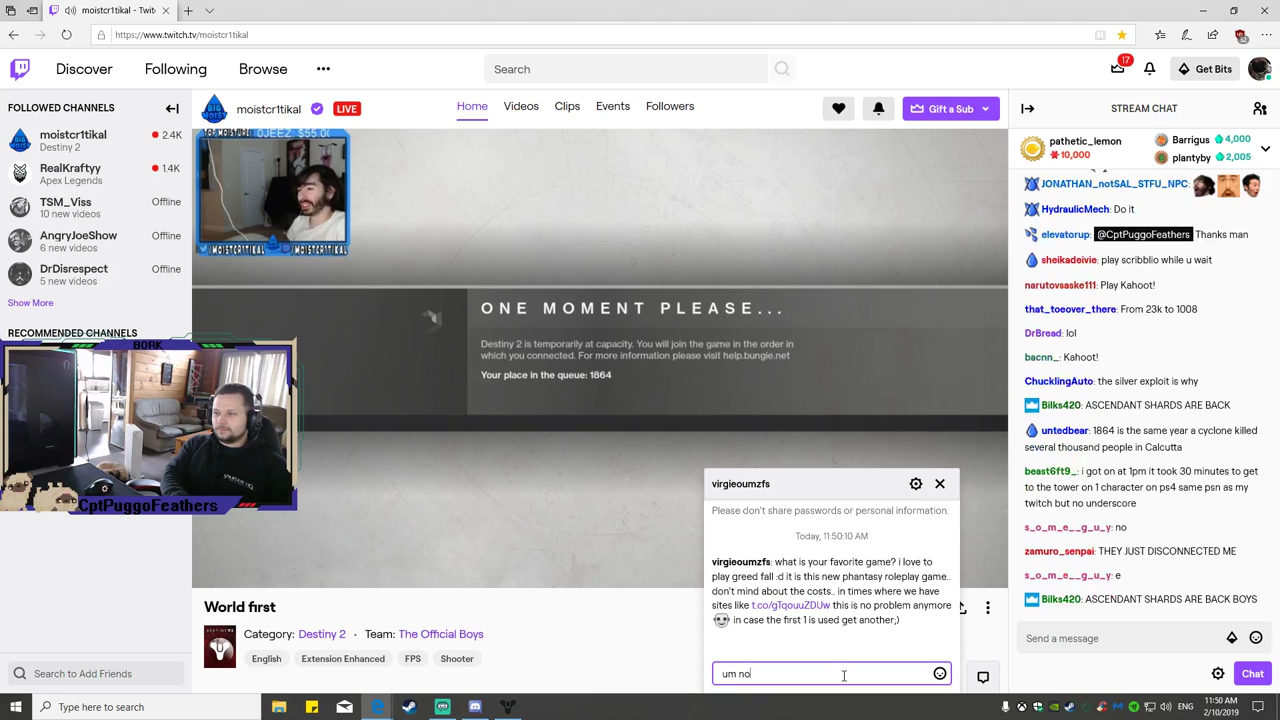 moistcr1tikal - Twitch
https://www.twitch.tv/moistcr1tikal
Discover
Following
Browse
•••
Search
17
Get Bits
FOLLOWED CHANNELS
moistcr1tikal
2.4K
Destiny 2
RealKraftyy
1.4K
Apex Legends
TSM_Viss
Offline
10 new videos
AngryJoeShow
Offline
6 new videos
DrDisrespect
Offline
5 new videos
Show More
RECOMMENDED CHANNELS
CptPuggoFeathers
Search to Add Friends
BIG MOIST
moistcr1tikal
LIVE
Home
Videos
Clips
Events
Followers
Gift a Sub
0JEEZ: $55.0(
/MOISTCR1TIKAL
/MOISTCR1TIKAL
ONE MOMENT PLEASE...
Destiny 2 is temporarily at capacity. You will join the game in the order in
which you connected. For more information please visit help.bungie.net
Your place in the queue: 1864
World first
Category: Destiny 2 • Team: The Official Boys
English
Extension Enhanced
FPS
Shooter
virgieoumzfs
Please don't share passwords or personal information.
Today, 11:50:10 AM
virgieoumzfs: what is your favorite game? i love to
play greed fall :d it is this new phantasy roleplay game..
don't mind about the costs.. in times where we have
sites like t.co/gTqouuZDUw this is no problem anymore
in case the first 1 is used get another;)
um no
STREAM CHAT
pathetic_lemon
10,000
Barrigus
4,000
plantyby
2,005
JONATHAN_notSAL_STFU_NPC:
HydraulicMech: Do it
elevatorup: @CptPuggoFeathers Thanks man
sheikadeivie: play scribblio while u wait
narutovsaske111: Play Kahoot!
that_toeover_there: From 23k to 1008
DrBread: lol
bacnn_: Kahoot!
ChucklingAuto: the silver exploit is why
Bilks420: ASCENDANT SHARDS ARE BACK
untedbear: 1864 is the same year a cyclone killed
several thousand people in Calcutta
beast6ft9_: i got on at 1pm it took 30 minutes to get
to the tower on 1 character on ps4 same psn as my
twitch but no underscore
s_o_m_e__g_u_y: no
zamuro_senpai: THEY JUST DISCONNECTED ME
s_o_m_e__g_u_y: e
Bilks420: ASCENDANT SHARDS ARE BACK BOYS
Send a message
Chat
Type here to search
11:50 AM
2/10/2019